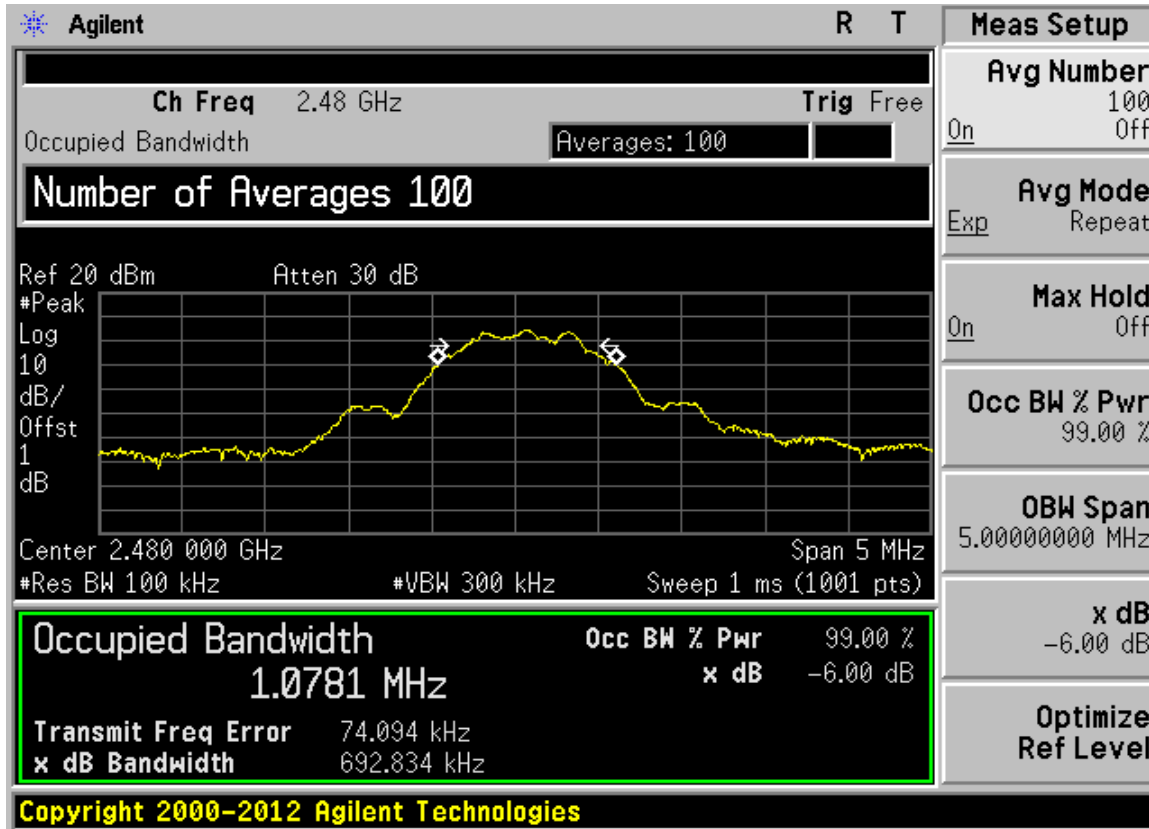 Agilent R T
Meas Setup
Ch Freq 2.48 GHz Trig Free
Occupied Bandwidth Averages: 100
Number of Averages 100
Ref 20 dBm Atten 30 dB
#Peak
Log
10
dB/
Offst
1
dB
Center 2.480 000 GHz Span 5 MHz
#Res BW 100 kHz #VBW 300 kHz Sweep 1 ms (1001 pts)
Occupied Bandwidth
1.0781 MHz
Occ BW % Pwr 99.00 %
x dB -6.00 dB
Transmit Freq Error 74.094 kHz
x dB Bandwidth 692.834 kHz
Copyright 2000-2012 Agilent Technologies
Avg Number
100
On Off
Avg Mode
Exp Repeat
Max Hold
On Off
Occ BW % Pwr
99.00 %
OBW Span
5.00000000 MHz
x dB
-6.00 dB
Optimize
Ref Level